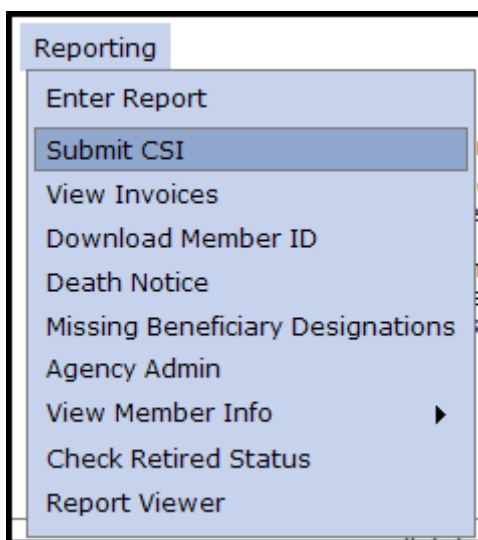 Reporting
Enter Report
Submit CSI
View Invoices
Download Member ID
Death Notice
Missing Beneficiary Designations
Agency Admin
View Member Info
Check Retired Status
Report Viewer